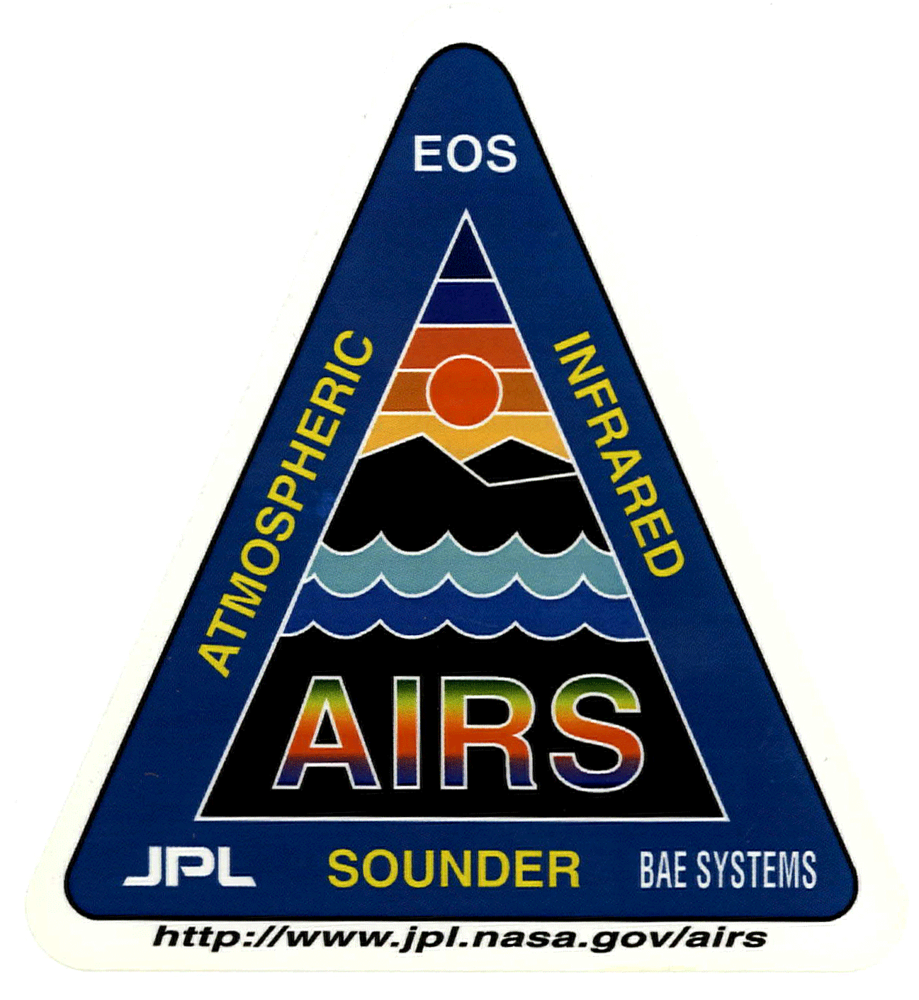 EOS
ATMOSPHERIC
INFRARED
AIRS
JPL
SOUNDER
BAE SYSTEMS
http://www.jpl.nasa.gov/airs